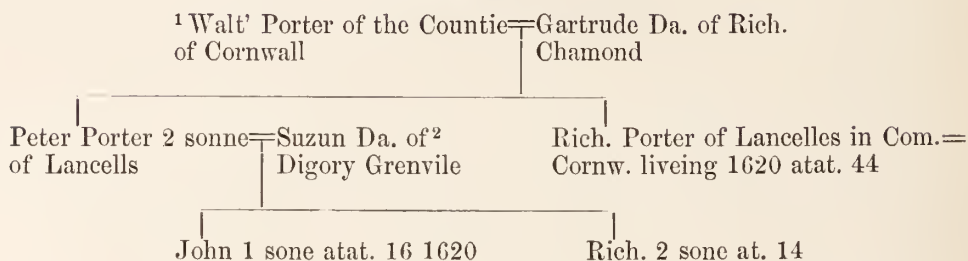 ¹ Walt' Porter of the Countie=Gartrude Da. of Rich.
of Cornwall Chamond
Peter Porter 2 sonne=Suzun Da. of ²
of Lancells Digory Grenvile
Rich. Porter of Lancelles in Com.=
Cornw. liveing 1620 atat. 44
John 1 sone atat. 16 1620 Rich. 2 sone at. 14